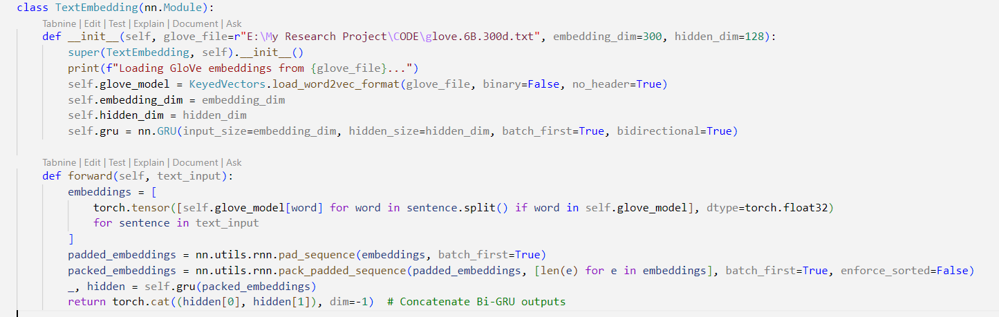 class TextEmbedding(nn.Module):
Tabnine | Edit | Test | Explain | Document | Ask
def __init__(self, glove_file=r"E:\My Research Project\CODE\glove.6B.300d.txt", embedding_dim=300, hidden_dim=128):
super(TextEmbedding, self).__init__()
print(f"Loading GloVe embeddings from {glove_file}...")
self.glove_model = KeyedVectors.load_word2vec_format(glove_file, binary=False, no_header=True)
self.embedding_dim = embedding_dim
self.hidden_dim = hidden_dim
self.gru = nn.GRU(input_size=embedding_dim, hidden_size=hidden_dim, batch_first=True, bidirectional=True)
Tabnine | Edit | Test | Explain | Document | Ask
def forward(self, text_input):
embeddings = [
torch.tensor([self.glove_model[word] for word in sentence.split() if word in self.glove_model], dtype=torch.float32)
for sentence in text_input
]
padded_embeddings = nn.utils.rnn.pad_sequence(embeddings, batch_first=True)
packed_embeddings = nn.utils.rnn.pack_padded_sequence(padded_embeddings, [len(e) for e in embeddings], batch_first=True, enforce_sorted=False)
_, hidden = self.gru(packed_embeddings)
return torch.cat((hidden[0], hidden[1]), dim=-1)  # Concatenate Bi-GRU outputs